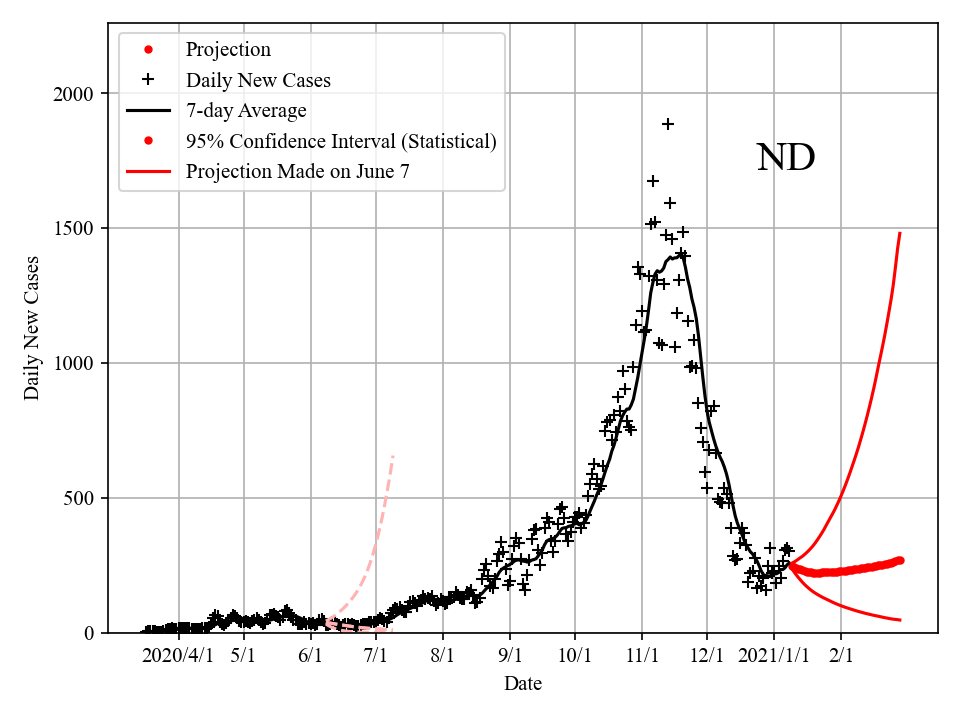 Projection
Daily New Cases
7-day Average
95% Confidence Interval (Statistical)
Projection Made on June 7
ND
Daily New Cases
2000
1500
1000
500
0
2020/4/1 5/1 6/1 7/1 8/1 9/1 10/1 11/1 12/1 2021/1/1 2/1
Date